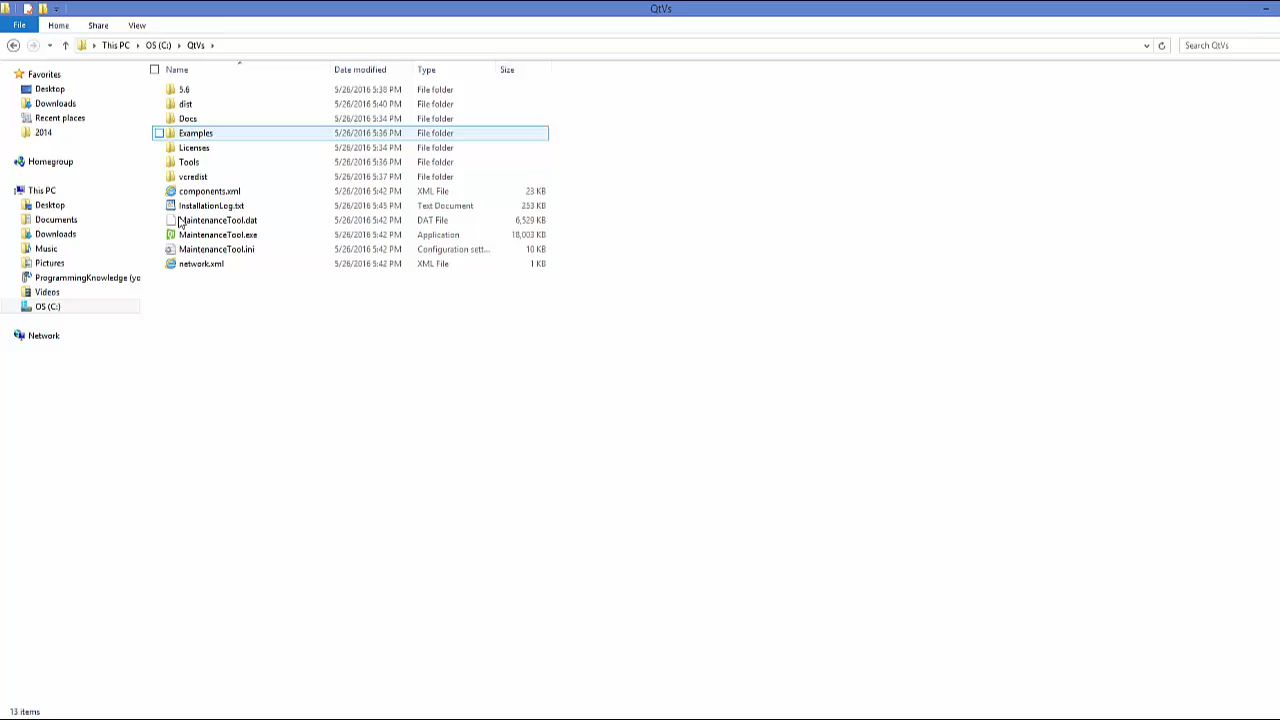 QtVs
File Home Share View
This PC OS (C:) QtVs Search QtVs
Name Date modified Type Size
Favorites
Desktop
Downloads
Recent places
2014
Homegroup
This PC
Desktop
Documents
Downloads
Music
Pictures
ProgrammingKnowledge (yo
Videos
OS (C:)
Network
5.6 5/26/2016 5:38 PM File folder
dist 5/26/2016 5:40 PM File folder
Docs 5/26/2016 5:34 PM File folder
Examples 5/26/2016 5:36 PM File folder
Licenses 5/26/2016 5:34 PM File folder
Tools 5/26/2016 5:36 PM File folder
vcredist 5/26/2016 5:37 PM File folder
components.xml 5/26/2016 5:42 PM XML File 23 KB
InstallationLog.txt 5/26/2016 5:45 PM Text Document 253 KB
MaintenanceTool.dat 5/26/2016 5:42 PM DAT File 6,529 KB
MaintenanceTool.exe 5/26/2016 5:42 PM Application 18,003 KB
MaintenanceTool.ini 5/26/2016 5:42 PM Configuration sett... 10 KB
network.xml 5/26/2016 5:42 PM XML File 1 KB
13 items